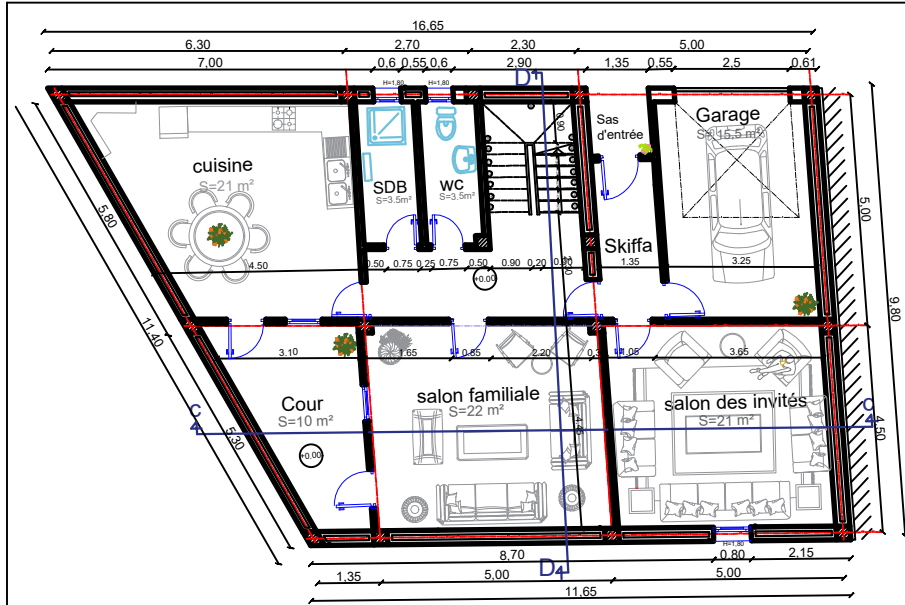 16,65
6,30 2,70 2,30 5,00
7,00 0,6 0,55 0,6 2,90 1,35 0,55 2,5 0,61
H=1,80 H=1,80
D
Garage
S= 15,5 m²
Sas
d'entrée
0.90
cuisine
S=21 m²
SDB
S=3.5m²
wc
S=3.5m²
Skiffa
5,80
5,00
9,80
11,40
4.50 0.50 0.75 0.25 0.75 0.50 0.90 0.20 0.90 1.35 3.25
+0.00
3.10 1.65 0.85 2.20 1.05 3.65
Cour
S=10 m²
salon familiale
S=22 m²
salon des invités
S=21 m²
C C
4.45
4,50
5,30
+0.00
H=1,80
8,70 0,80 2,15
D
1,35 5,00 5,00
11,65